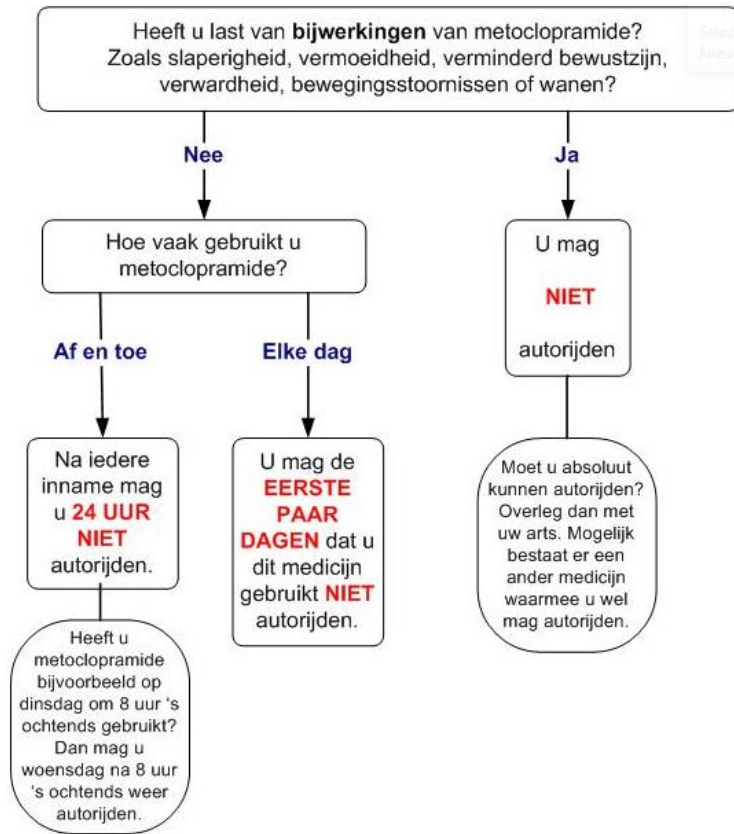 Heeft u last van bijwerkingen van metoclopramide?
Zoals slaperigheid, vermoeidheid, verminderd bewustzijn,
verwardheid, bewegingsstoornissen of wanen?
Nee
Ja
Hoe vaak gebruikt u
metoclopramide?
U mag
NIET
autorijden
Af en toe
Elke dag
Na iedere
inname mag
u 24 UUR
NIET
autorijden.
U mag de
EERSTE
PAAR
DAGEN dat u
dit medicijn
gebruikt NIET
autorijden.
Moet u absoluut
kunnen autorijden?
Overleg dan met
uw arts. Mogelijk
bestaat er een
ander medicijn
waarmee u wel
mag autorijden.
Heeft u
metoclopramide
bijvoorbeeld op
dinsdag om 8 uur ‘s
ochtends gebruikt?
Dan mag u
woensdag na 8 uur
‘s ochtends weer
autorijden.